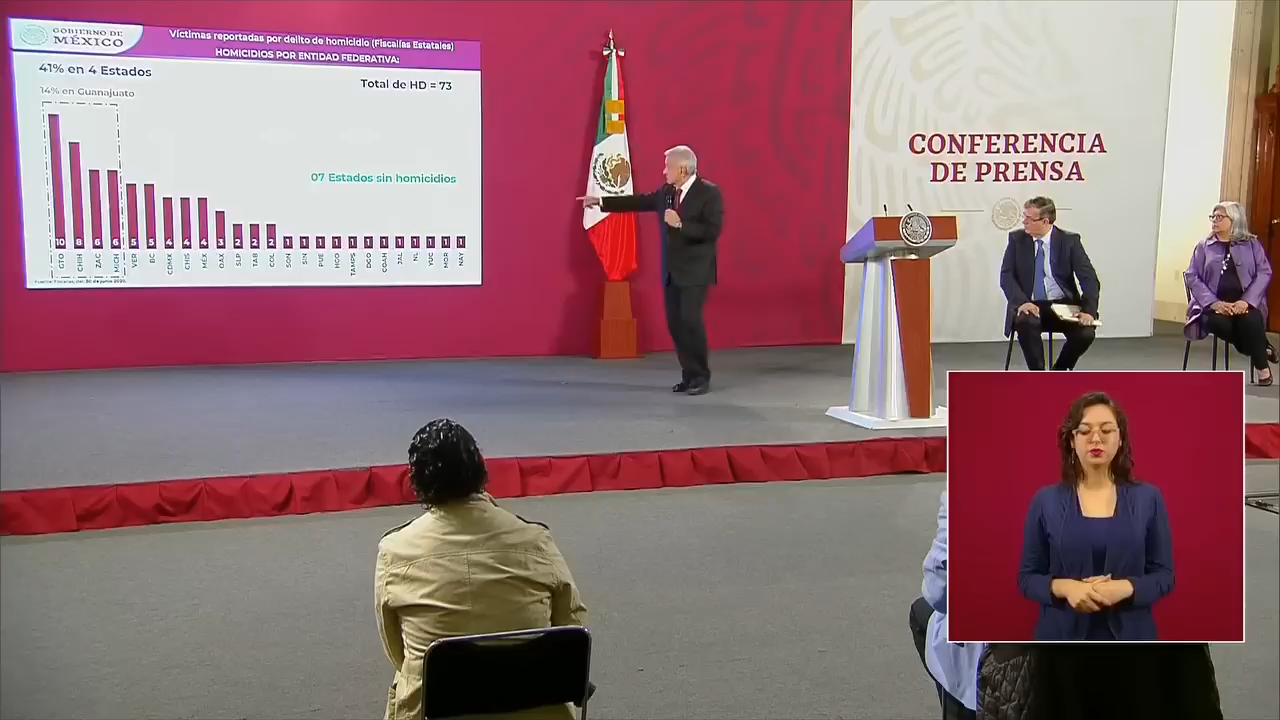 GOBIERNO DE
MÉXICO
Víctimas reportadas por delito de homicidio (Fiscalías Estatales)
HOMICIDIOS POR ENTIDAD FEDERATIVA:
41% en 4 Estados
Total de HD = 73
14% en Guanajuato
07 Estados sin homicidios
10 8 6 6 5 5 4 4 4 3 2 2 2 1 1 1 1 1 1 1 1 1 1 1 1
GTO CHIH ZAC MICH VER BC CDMX CHIS MEX OAX SLP TAB COL SON SIN PUE HGO TAMPS DGO COAH JAL NL YUC MOR NAY
CONFERENCIA
DE PRENSA